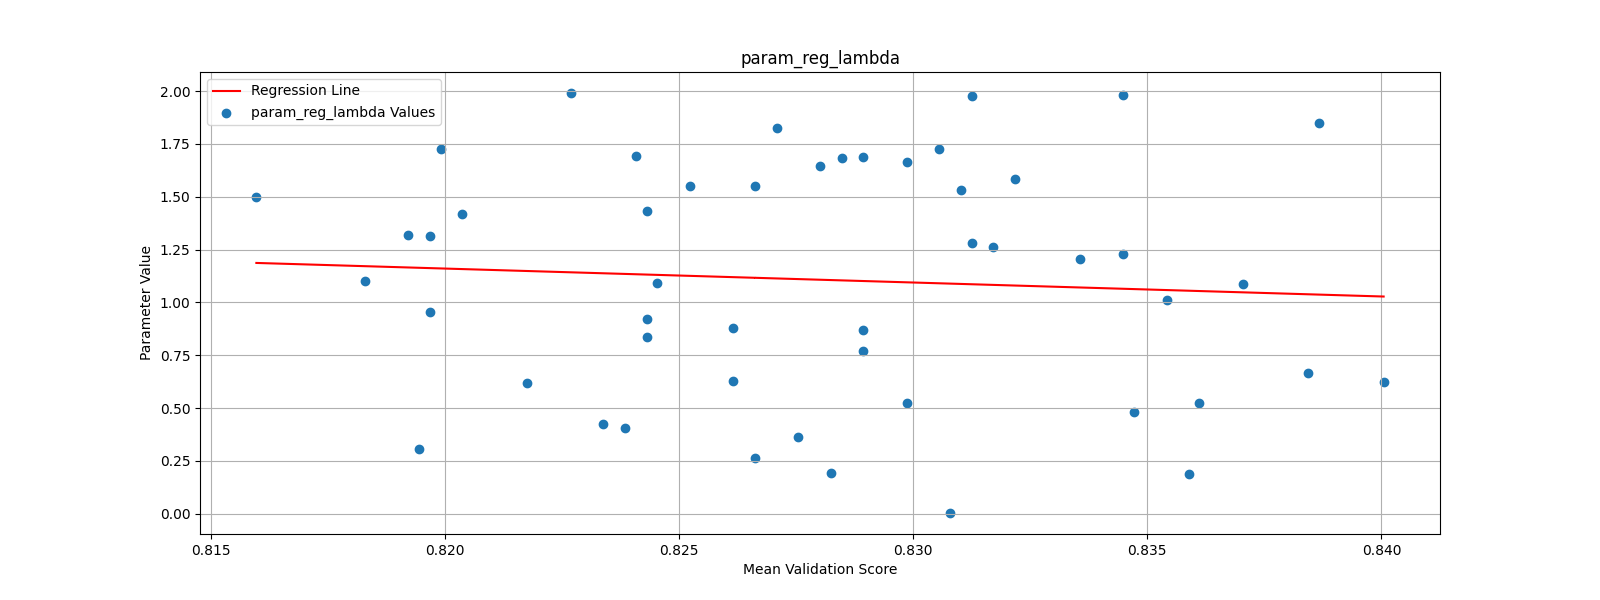 param_reg_lambda
Regression Line
param_reg_lambda Values
Parameter Value
2.00
1.75
1.50
1.25
1.00
0.75
0.50
0.25
0.00
0.815 0.820 0.825 0.830 0.835 0.840
Mean Validation Score